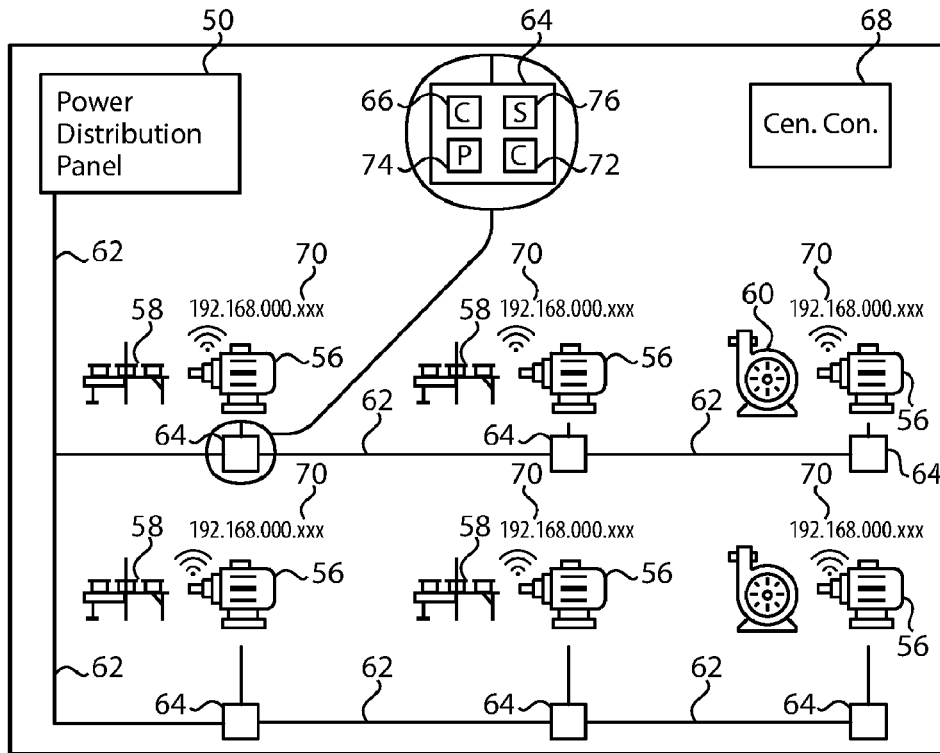 50 64 68
Power
Distribution
Panel
66 C S 76
74 P C 72
Cen. Con.
62
70 70 60 70
58 192.168.000.xxx 58 192.168.000.xxx 192.168.000.xxx
56 56 56
64 62 64 62 64
70 70 70
58 192.168.000.xxx 58 192.168.000.xxx 192.168.000.xxx
56 56 56
62
64 62 64 62 64